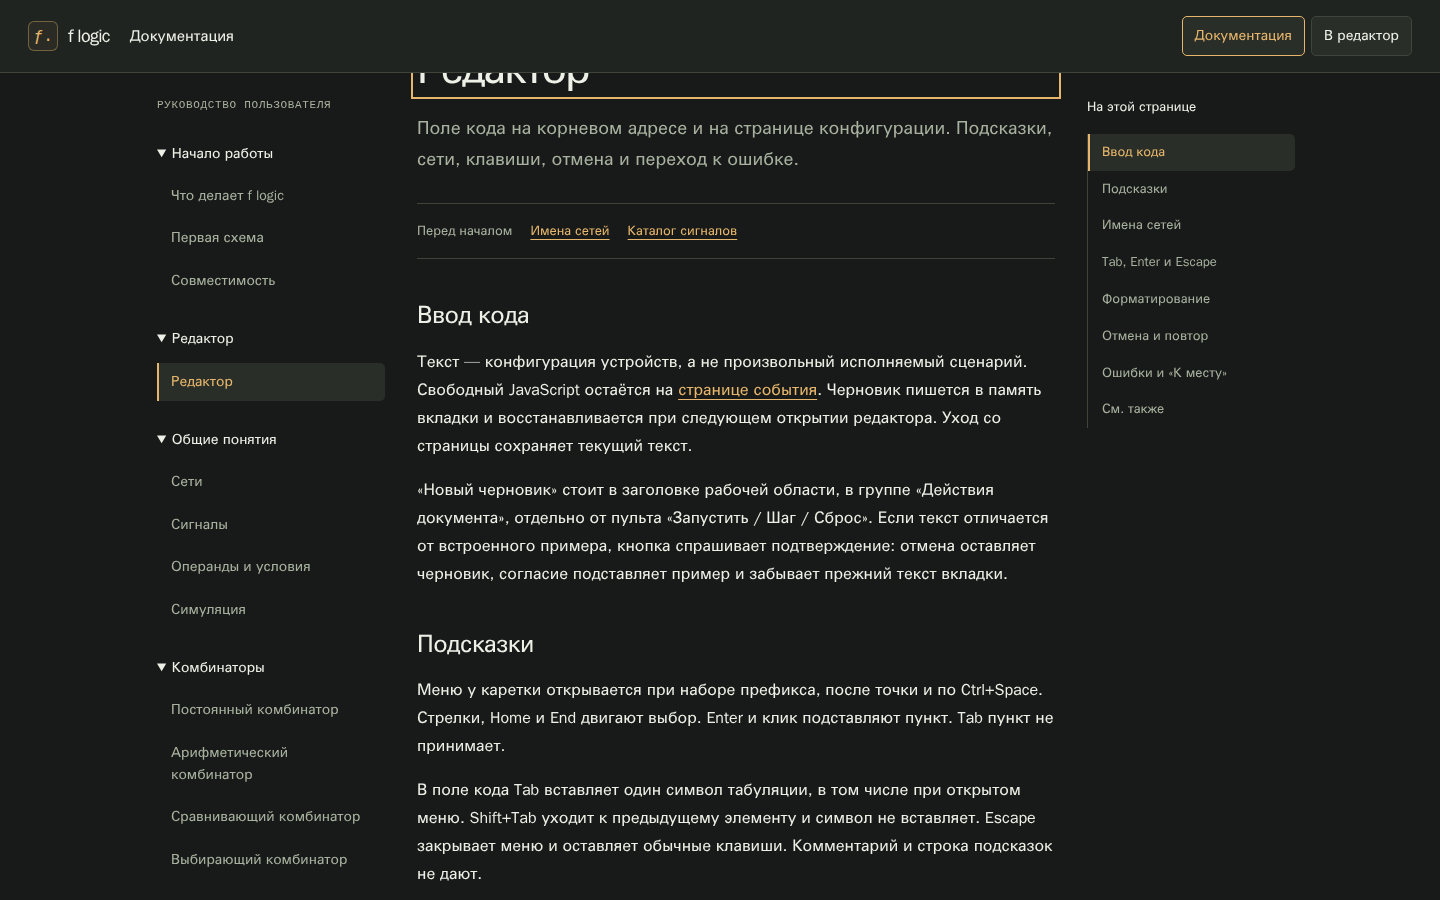 f. f logic Документация Документация В редактор
РУКОВОДСТВО ПОЛЬЗОВАТЕЛЯ
Начало работы
Что делает f logic
Первая схема
Совместимость
Редактор
Редактор
Общие понятия
Сети
Сигналы
Операнды и условия
Симуляция
Комбинаторы
Постоянный комбинатор
Арифметический
комбинатор
Сравнивающий комбинатор
Выбирающий комбинатор
Редактор
Поле кода на корневом адресе и на странице конфигурации. Подсказки,
сети, клавиши, отмена и переход к ошибке.
Перед началом Имена сетей Каталог сигналов
Ввод кода
Текст — конфигурация устройств, а не произвольный исполняемый сценарий.
Свободный JavaScript остаётся на странице события. Черновик пишется в память
вкладки и восстанавливается при следующем открытии редактора. Уход со
страницы сохраняет текущий текст.
«Новый черновик» стоит в заголовке рабочей области, в группе «Действия
документа», отдельно от пульта «Запустить / Шаг / Сброс». Если текст отличается
от встроенного примера, кнопка спрашивает подтверждение: отмена оставляет
черновик, согласие подставляет пример и забывает прежний текст вкладки.
Подсказки
Меню у каретки открывается при наборе префикса, после точки и по Ctrl+Space.
Стрелки, Home и End двигают выбор. Enter и клик подставляют пункт. Tab пункт не
принимает.
В поле кода Tab вставляет один символ табуляции, в том числе при открытом
меню. Shift+Tab уходит к предыдущему элементу и символ не вставляет. Escape
закрывает меню и оставляет обычные клавиши. Комментарий и строка подсказок
не дают.
На этой странице
Ввод кода
Подсказки
Имена сетей
Tab, Enter и Escape
Форматирование
Отмена и повтор
Ошибки и «К месту»
См. также